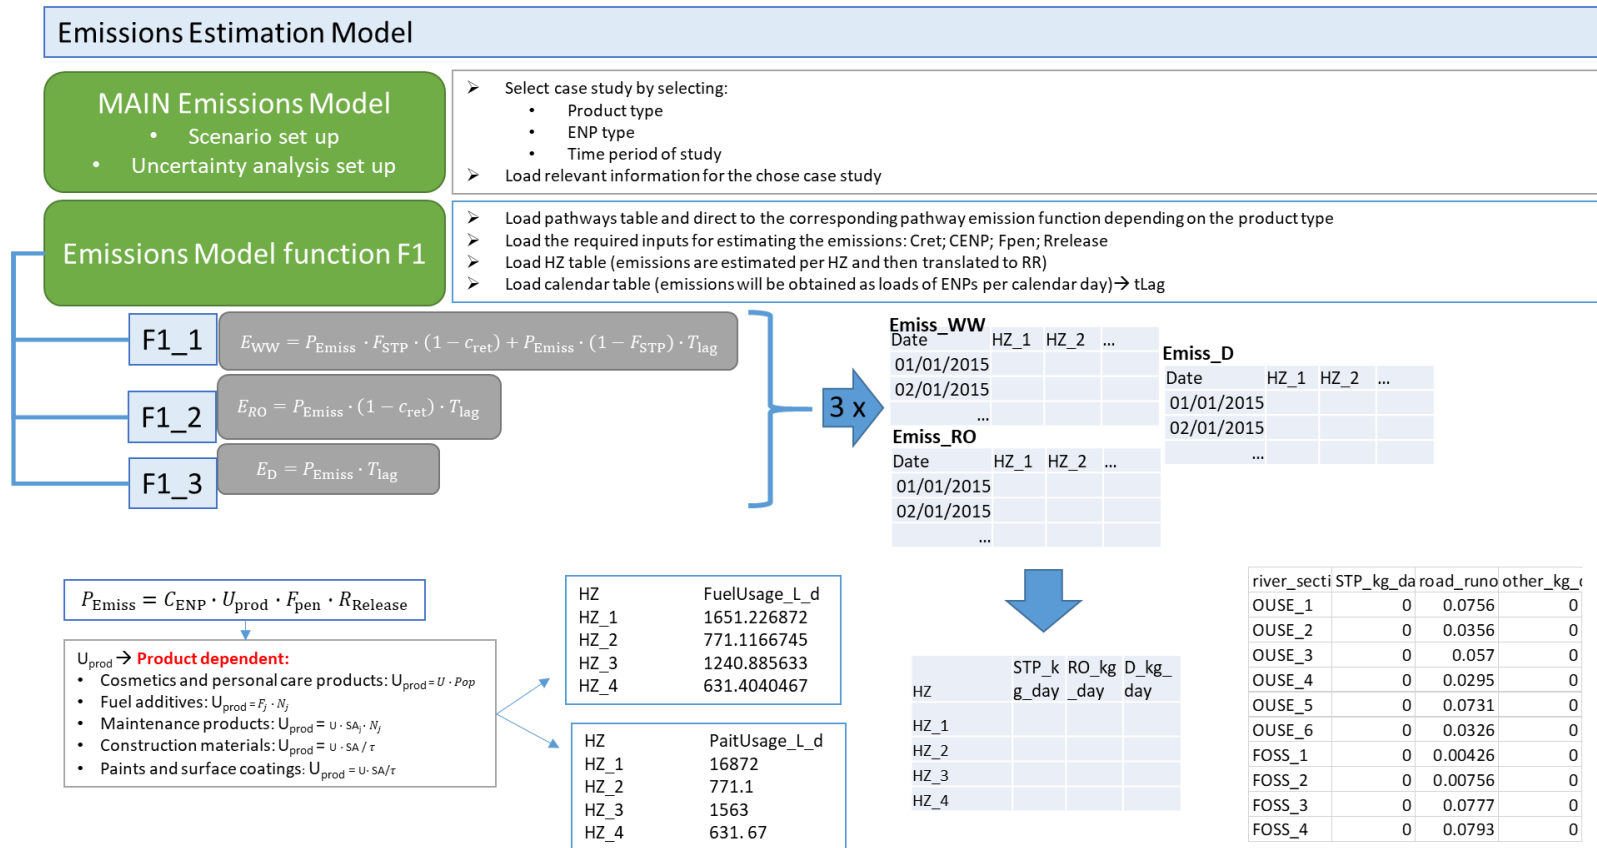 Emissions Estimation Model
MAIN Emissions Model
• Scenario set up
• Uncertainty analysis set up
➢ Select case study by selecting:
• Product type
• ENP type
• Time period of study
➢ Load relevant information for the chose case study
Emissions Model function F1
➢ Load pathways table and direct to the corresponding pathway emission function depending on the product type
➢ Load the required inputs for estimating the emissions: Cret; CENP; Fpen; Rrelease
➢ Load HZ table (emissions are estimated per HZ and then translated to RR)
➢ Load calendar table (emissions will be obtained as loads of ENPs per calendar day)→ tLag
F1_1
E_WW = P_Emiss · F_STP · (1 − c_ret) + P_Emiss · (1 − F_STP) · T_lag
F1_2
E_RO = P_Emiss · (1 − c_ret) · T_lag
F1_3
E_D = P_Emiss · T_lag
3 x
Emiss_WW
Date HZ_1 HZ_2 ...
01/01/2015
02/01/2015
...
Emiss_D
Date HZ_1 HZ_2 ...
01/01/2015
02/01/2015
...
Emiss_RO
Date HZ_1 HZ_2 ...
01/01/2015
02/01/2015
...
P_Emiss = C_ENP · U_prod · F_pen · R_Release
U_prod → Product dependent:
• Cosmetics and personal care products: U_prod = U · Pop
• Fuel additives: U_prod = F_j · N_j
• Maintenance products: U_prod = U · SA_j · N_j
• Construction materials: U_prod = U · SA / τ
• Paints and surface coatings: U_prod = U· SA/τ
HZ FuelUsage_L_d
HZ_1 1651.226872
HZ_2 771.1166745
HZ_3 1240.885633
HZ_4 631.4040467
HZ PaitUsage_L_d
HZ_1 16872
HZ_2 771.1
HZ_3 1563
HZ_4 631. 67
HZ STP_k g_day RO_kg _day D_kg_ day
HZ_1
HZ_2
HZ_3
HZ_4
river_secti STP_kg_da road_runo other_kg_d
OUSE_1 0 0.0756 0
OUSE_2 0 0.0356 0
OUSE_3 0 0.057 0
OUSE_4 0 0.0295 0
OUSE_5 0 0.0731 0
OUSE_6 0 0.0326 0
FOSS_1 0 0.00426 0
FOSS_2 0 0.00756 0
FOSS_3 0 0.0777 0
FOSS_4 0 0.0793 0